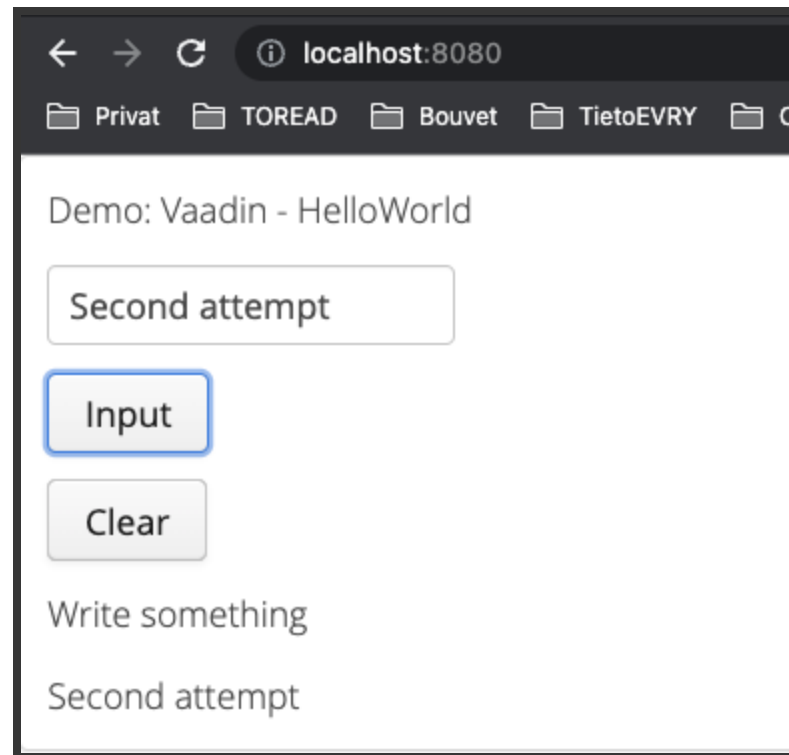 localhost:8080
Privat TOREAD Bouvet TietoEVRY
Demo: Vaadin - HelloWorld
Second attempt
Input
Clear
Write something
Second attempt